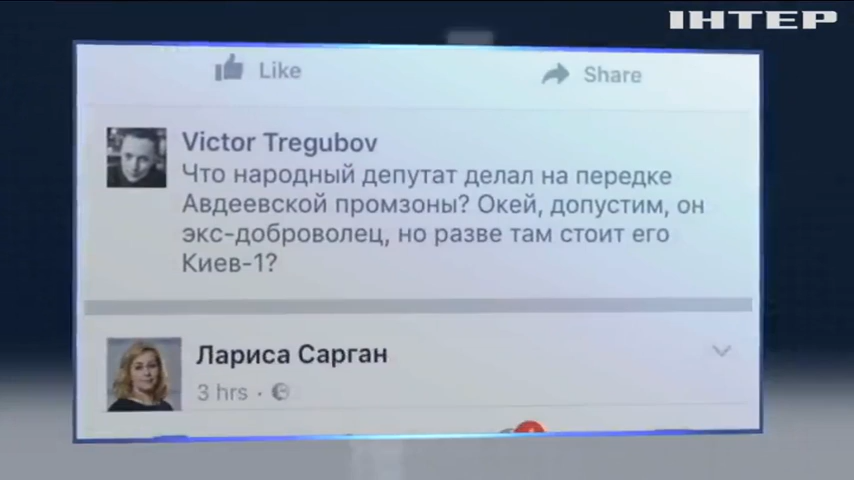 ІНТЕР
Like
Share
Victor Tregubov
Что народный депутат делал на передке
Авдеевской промзоны? Окей, допустим, он
экс-доброволец, но разве там стоит его
Киев-1?
Лариса Сарган
3 hrs ·